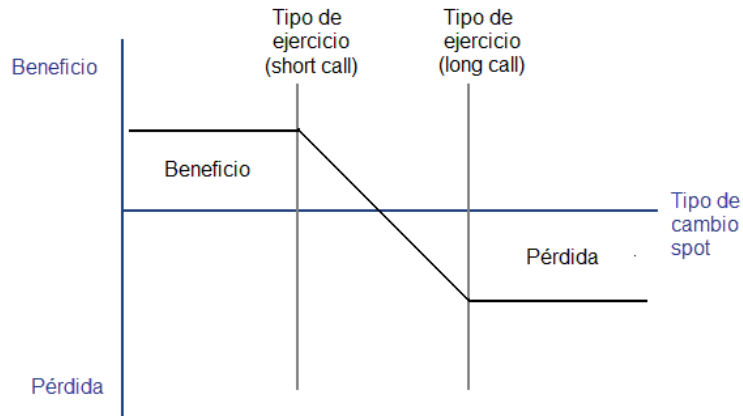 Tipo de
ejercicio
(short call)
Tipo de
ejercicio
(long call)
Beneficio
Beneficio
Tipo de
cambio
spot
Pérdida
Pérdida